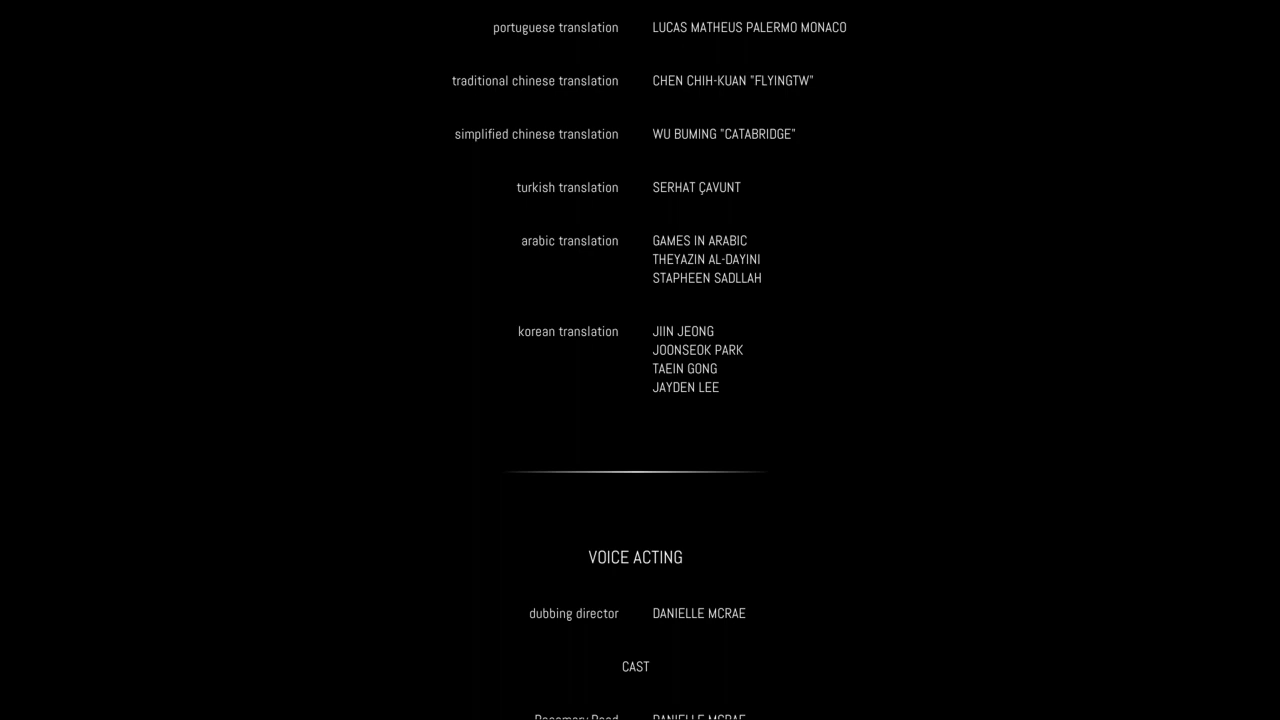 portuguese translation LUCAS MATHEUS PALERMO MONACO
traditional chinese translation CHEN CHIH-KUAN "FLYINGTW"
simplified chinese translation WU BUMING "CATABRIDGE"
turkish translation SERHAT ÇAVUNT
arabic translation GAMES IN ARABIC
THEYAZIN AL-DAYINI
STAPHEEN SADLLAH
korean translation JIIN JEONG
JOONSEOK PARK
TAEIN GONG
JAYDEN LEE
VOICE ACTING
dubbing director DANIELLE MCRAE
CAST
DANIELLE MCRAE